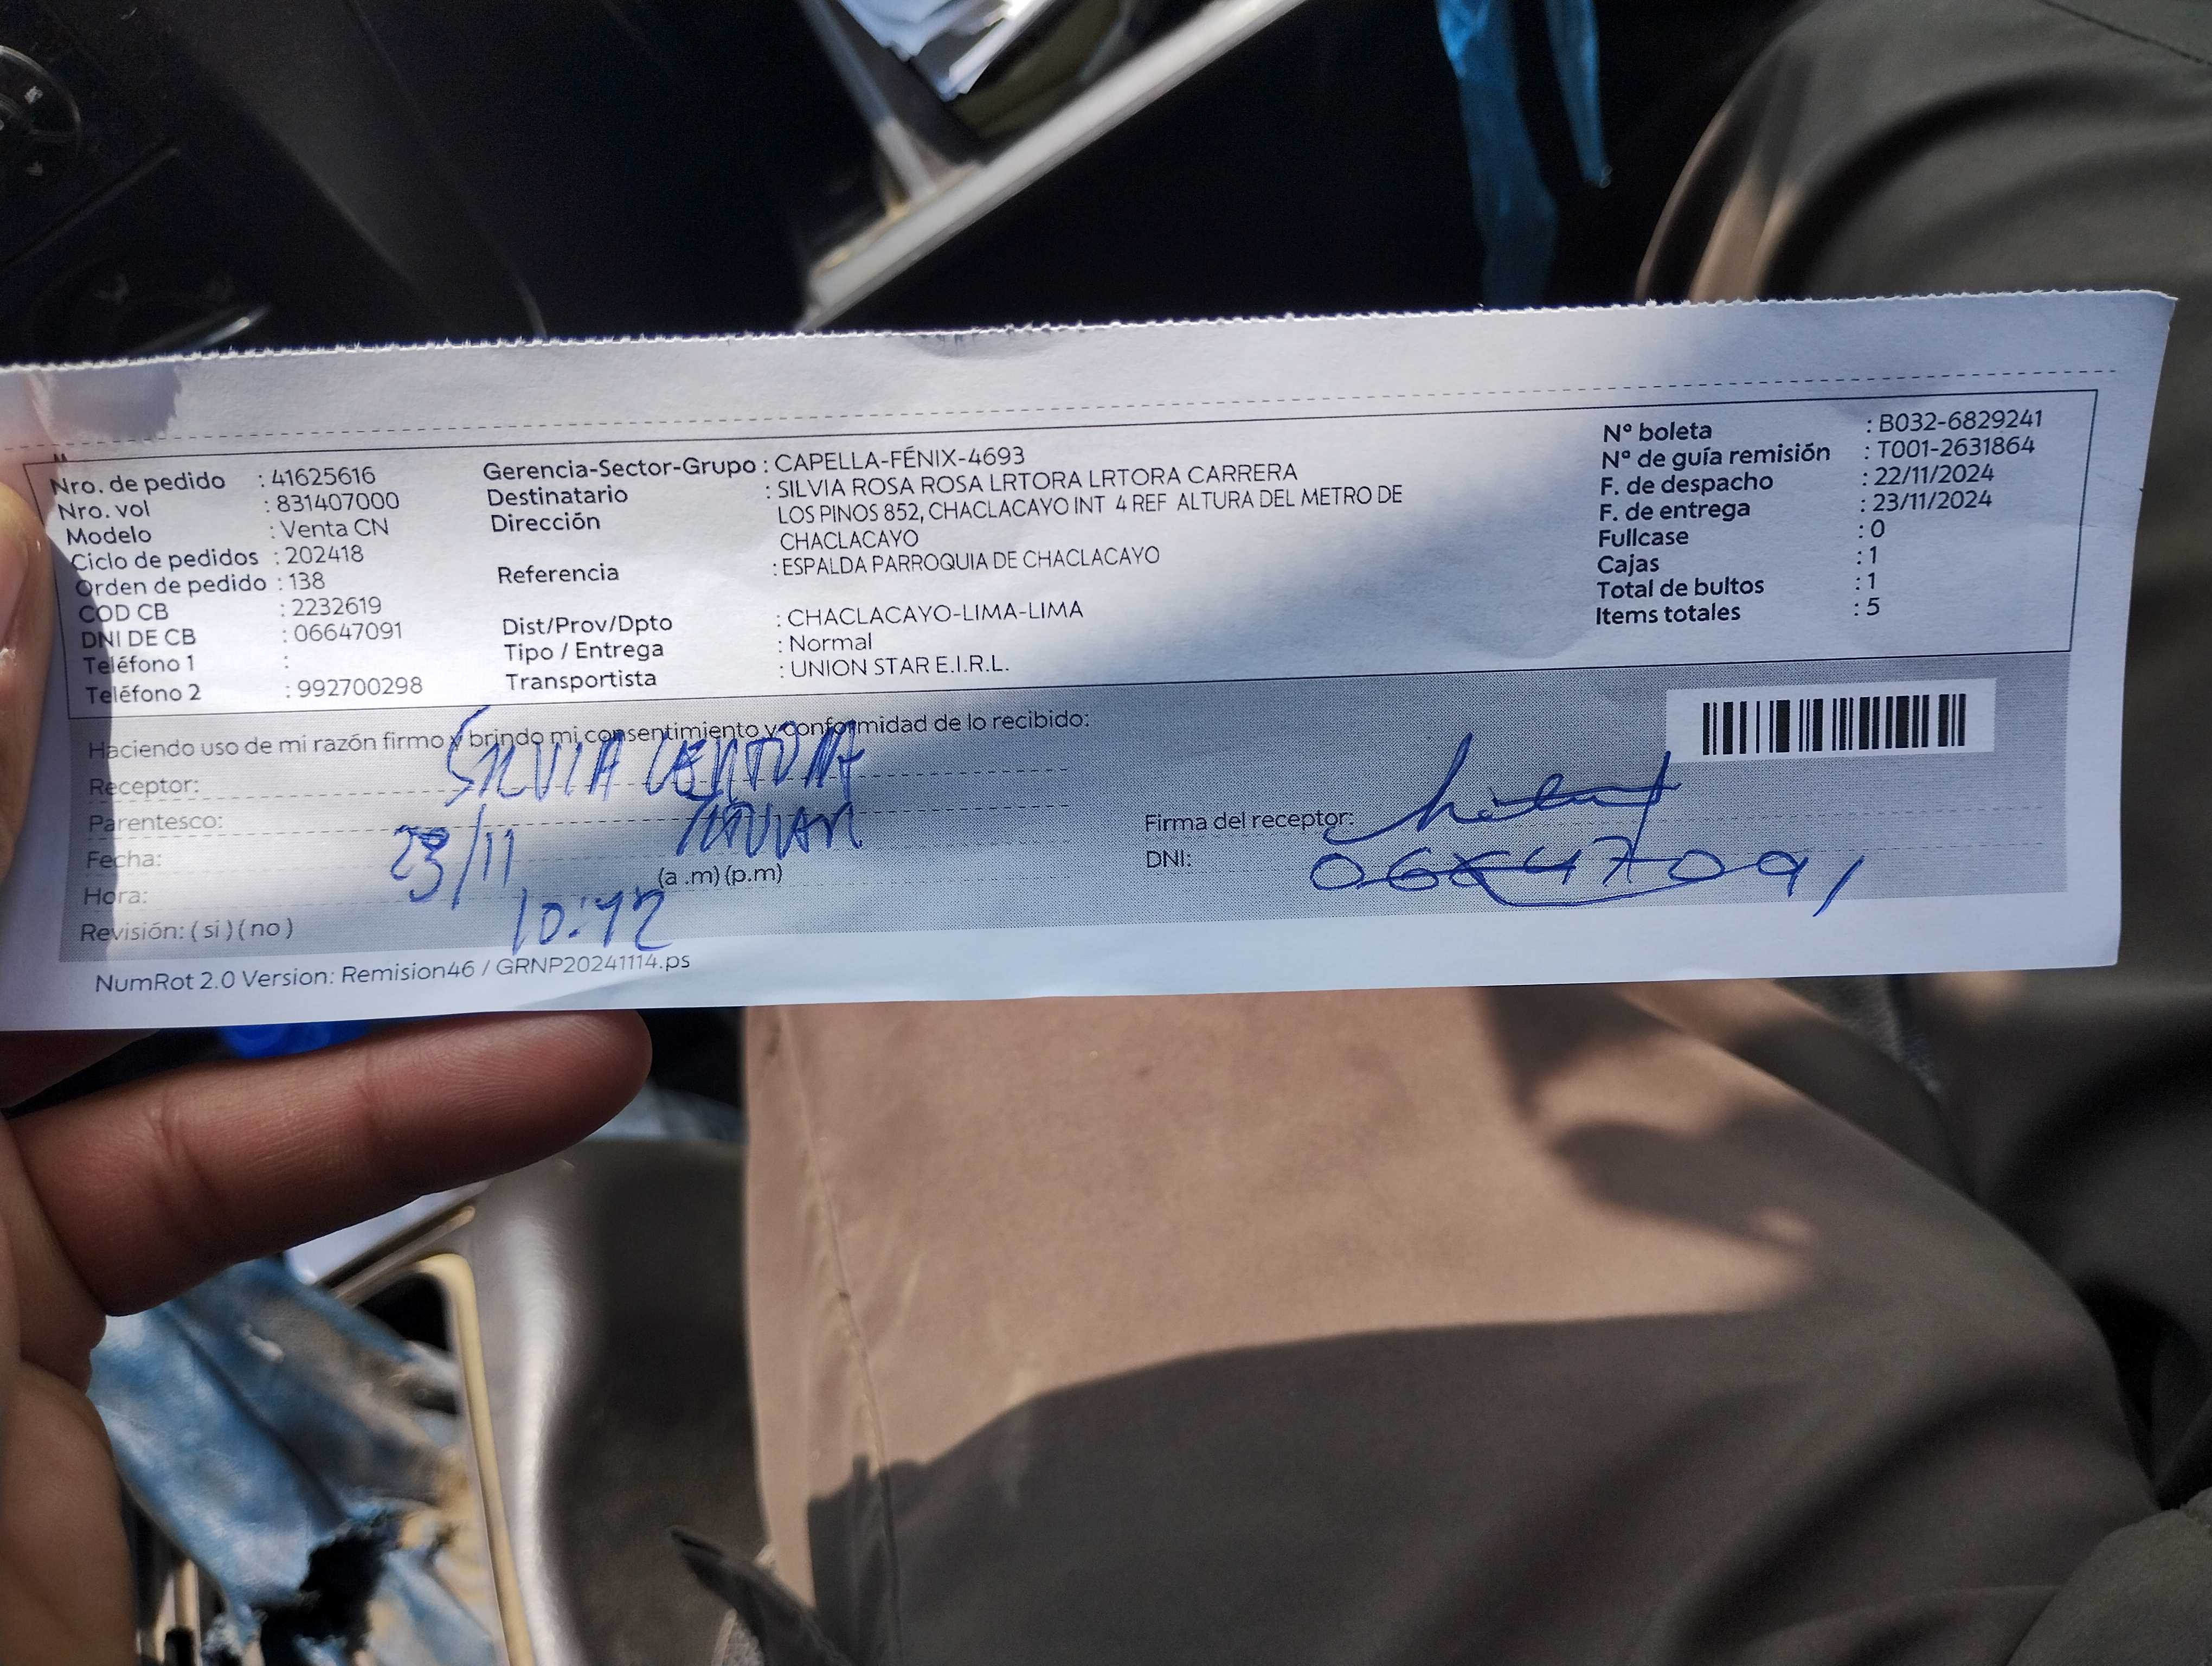 Nro. de pedido : 41625616
Nro. vol : 831407000
Modelo : Venta CN
Ciclo de pedidos : 202418
Orden de pedido : 138
COD CB : 2232619
DNI DE CB : 06647091
Teléfono 1 :
Teléfono 2 : 992700298
Gerencia-Sector-Grupo : CAPELLA-FÉNIX-4693
Destinatario : SILVIA ROSA ROSA LRTORA LRTORA CARRERA
Dirección LOS PINOS 852, CHACLACAYO INT 4 REF ALTURA DEL METRO DE
CHACLACAYO
Referencia : ESPALDA PARROQUIA DE CHACLACAYO
Dist/Prov/Dpto : CHACLACAYO-LIMA-LIMA
Tipo / Entrega : Normal
Transportista : UNION STAR E.I.R.L.
Nº boleta : B032-6829241
Nº de guía remisión : T001-2631864
F. de despacho : 22/11/2024
F. de entrega : 23/11/2024
Fullcase : 0
Cajas : 1
Total de bultos : 1
Items totales : 5
Haciendo uso de mi razón firmo y brindo mi consentimiento y conformidad de lo recibido:
Receptor: SILVIA
Parentesco:
Fecha: 23/11
Hora: 10:42 (a .m) (p.m)
Revisión: ( si ) ( no )
Firma del receptor:
DNI: 06647091
NumRot 2.0 Version: Remision46 / GRNP20241114.ps